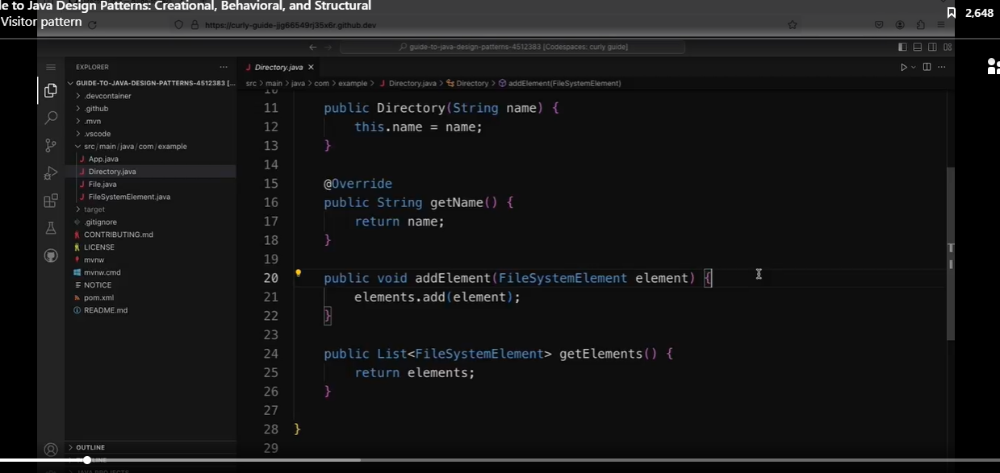 le to Java Design Patterns: Creational, Behavioral, and Structural
Visitor pattern
2,648
https://curly-guide-jjg66549rj35x6r.github.dev
guide-to-java-design-patterns-4512383 [Codespaces: curly guide]
EXPLORER
GUIDE-TO-JAVA-DESIGN-PATTERNS-4512383 [...
.devcontainer
.github
.mvn
.vscode
src/main/java/com/example
App.java
Directory.java
File.java
FileSystemElement.java
target
.gitignore
CONTRIBUTING.md
LICENSE
mvnw
mvnw.cmd
NOTICE
pom.xml
README.md
OUTLINE
Directory.java
src > main > java > com > example > Directory.java > Directory > addElement(FileSystemElement)
10
11 public Directory(String name) {
12 this.name = name;
13 }
14
15 @Override
16 public String getName() {
17 return name;
18 }
19
20 public void addElement(FileSystemElement element) {
21 elements.add(element);
22 }
23
24 public List<FileSystemElement> getElements() {
25 return elements;
26 }
27
28 }
29